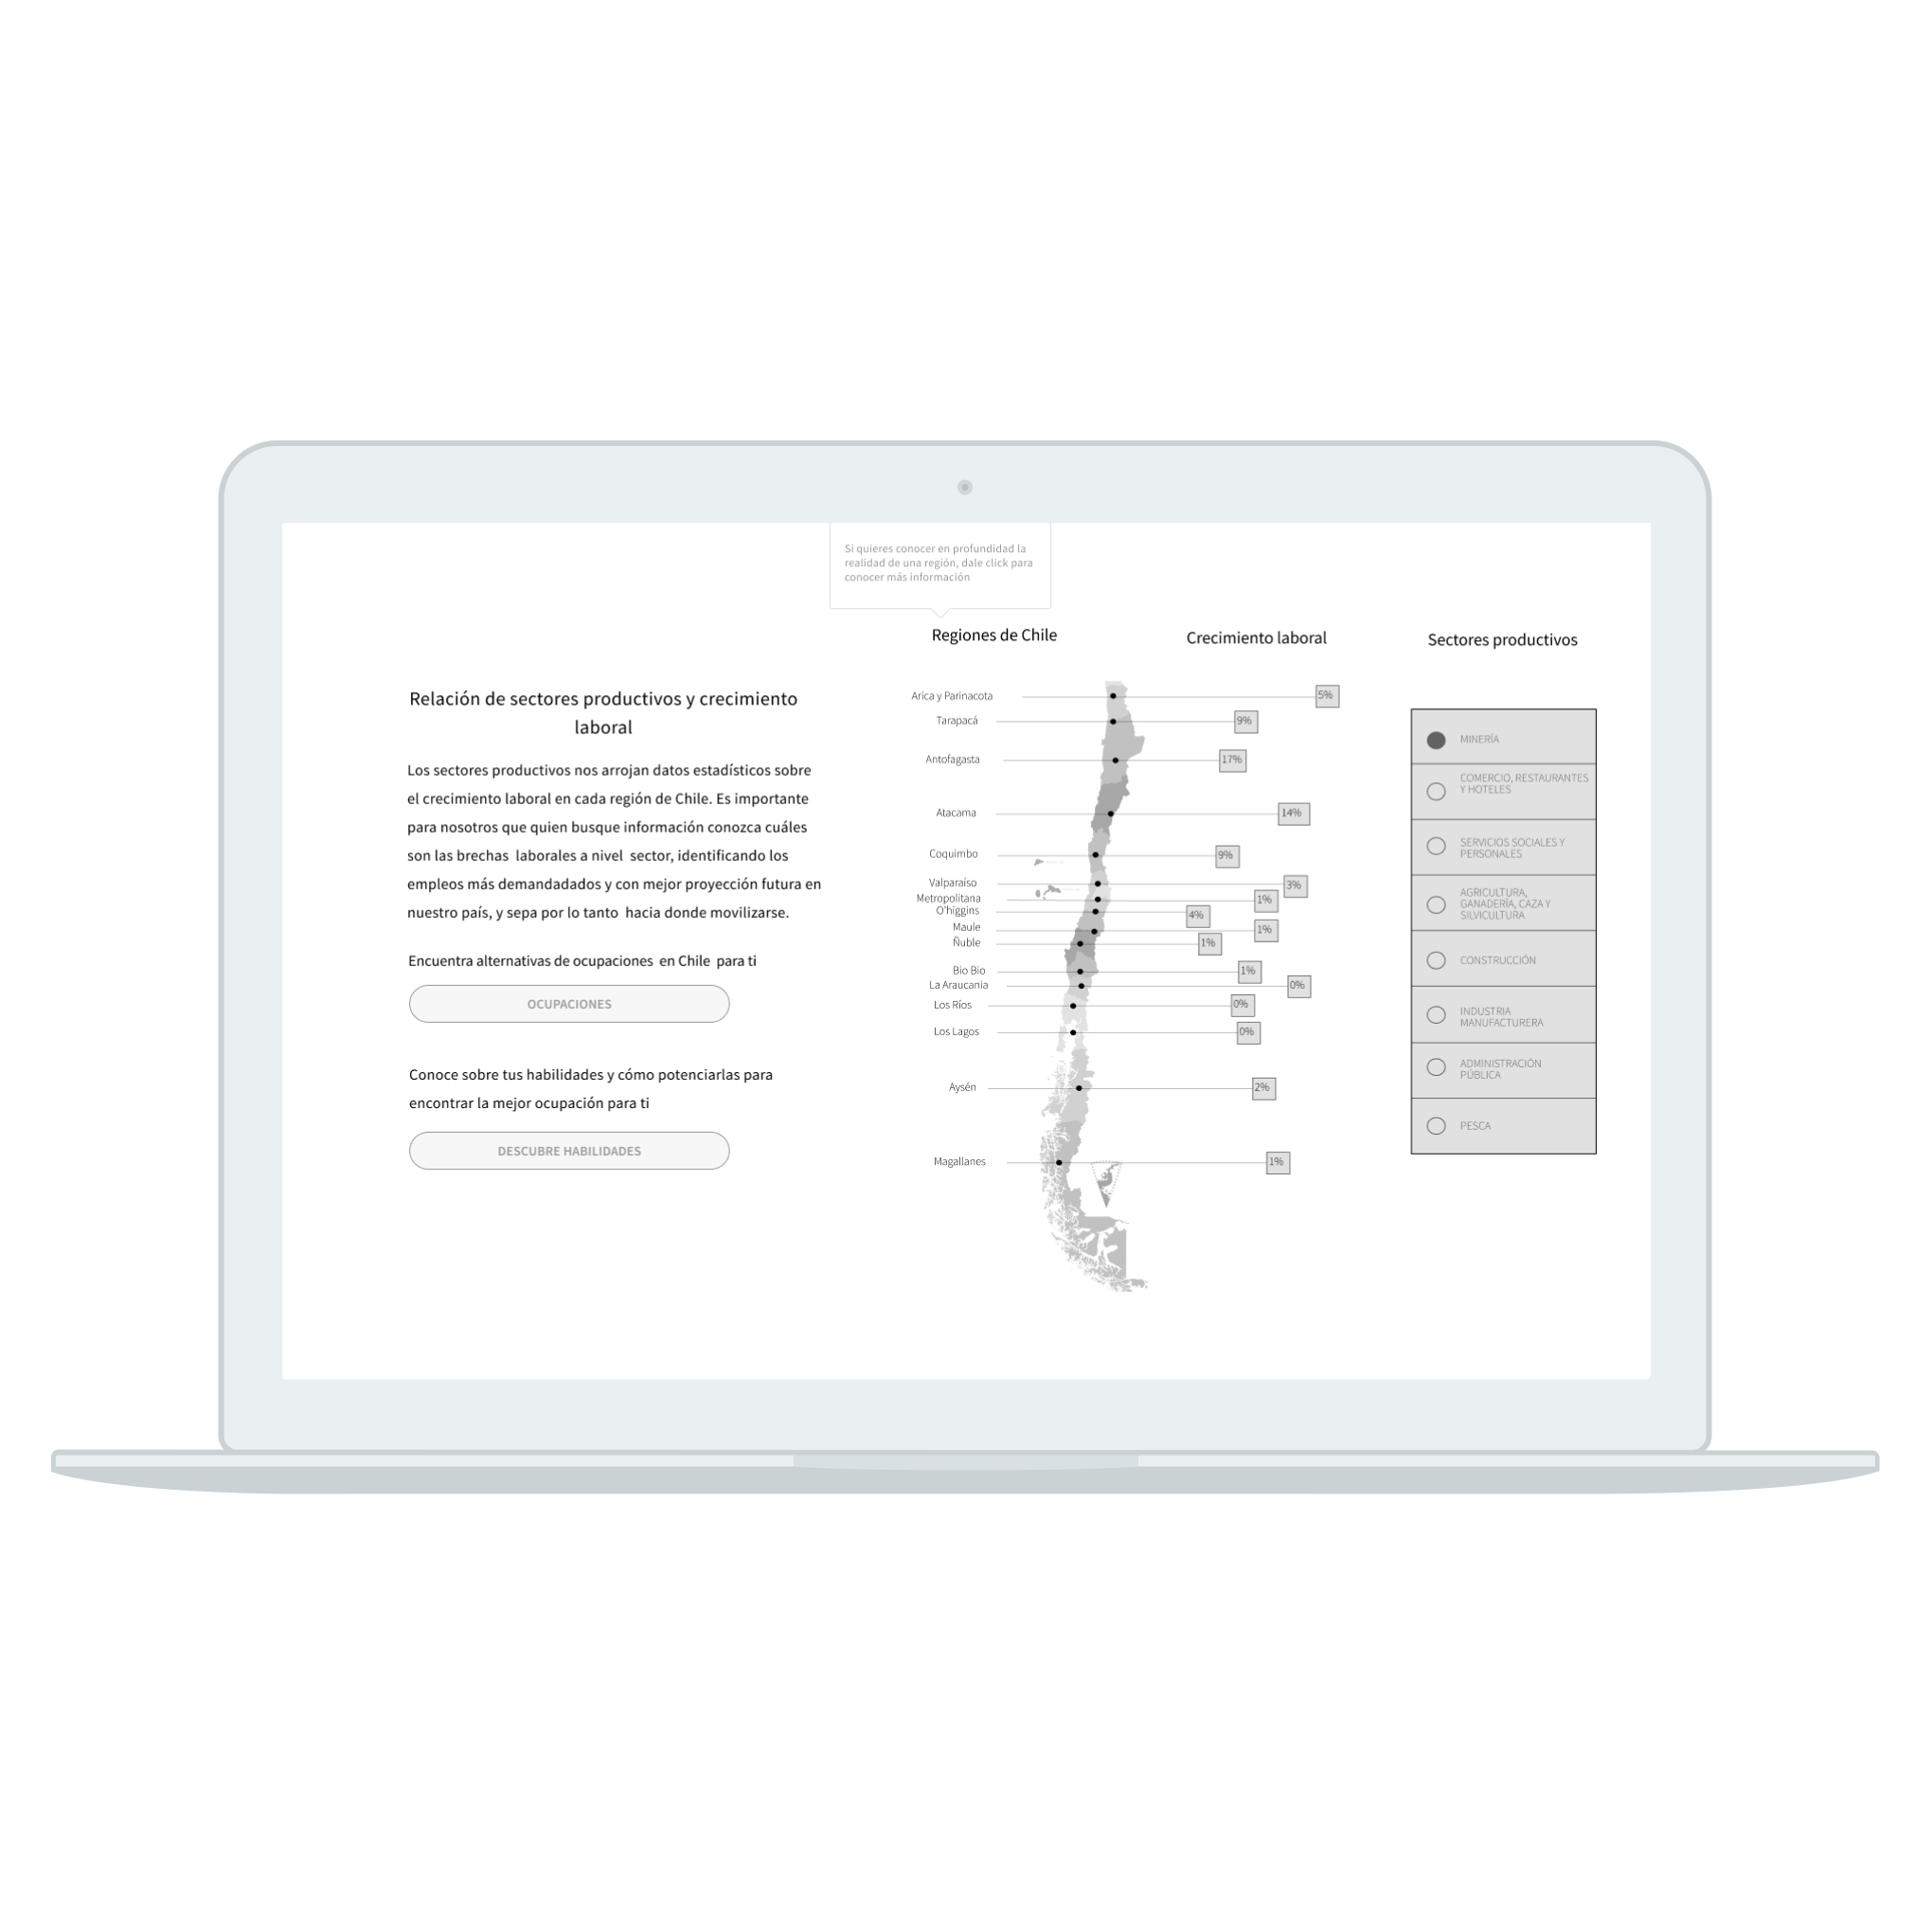 Si quieres conocer en profundidad la
realidad de una región, dale click para
conocer más información
Relación de sectores productivos y crecimiento
laboral
Los sectores productivos nos arrojan datos estadísticos sobre
el crecimiento laboral en cada región de Chile. Es importante
para nosotros que quien busque información conozca cuáles
son las brechas  laborales a nivel  sector, identificando los
empleos más demandadados y con mejor proyección futura en
nuestro país, y sepa por lo tanto  hacia donde movilizarse.
Encuentra alternativas de ocupaciones  en Chile  para ti
OCUPACIONES
Conoce sobre tus habilidades y cómo potenciarlas para
encontrar la mejor ocupación para ti
DESCUBRE HABILIDADES
Regiones de Chile
Crecimiento laboral
Arica y Parinacota 5%
Tarapacá 9%
Antofagasta 17%
Atacama 14%
Coquimbo 9%
Valparaíso 3%
Metropolitana 1%
O'higgins 4%
Maule 1%
Ñuble 1%
Bio Bio 1%
La Araucania 0%
Los Ríos 0%
Los Lagos 0%
Aysén 2%
Magallanes 1%
Sectores productivos
MINERÍA
COMERCIO, RESTAURANTES
Y HOTELES
SERVICIOS SOCIALES Y
PERSONALES
AGRICULTURA,
GANADERÍA, CAZA Y
SILVICULTURA
CONSTRUCCIÓN
INDUSTRIA
MANUFACTURERA
ADMINISTRACIÓN
PÚBLICA
PESCA